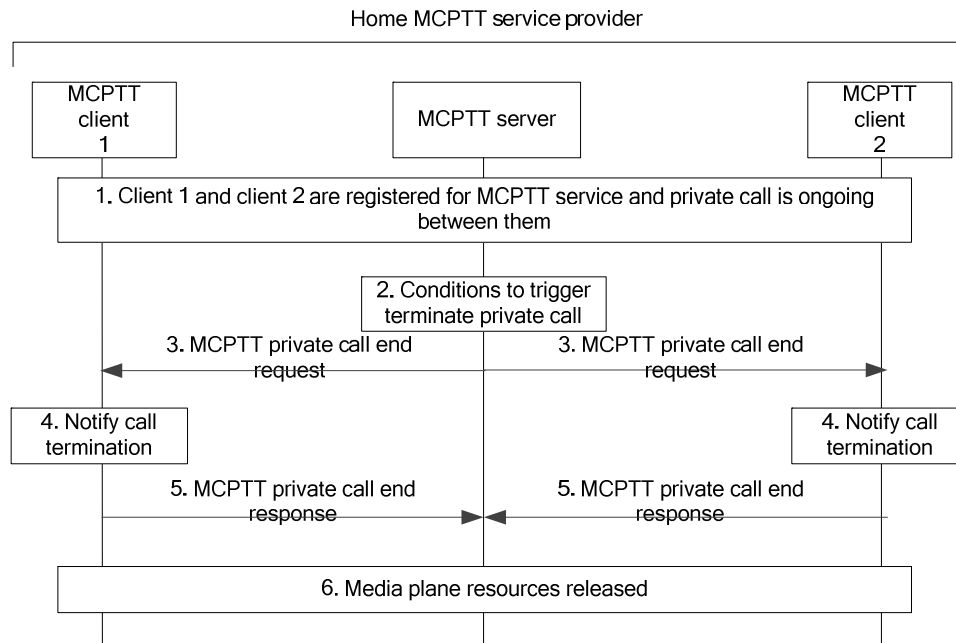 Home MCPTT service provider
MCPTT
client
1
MCPTT server
MCPTT
client
2
1. Client 1 and client 2 are registered for MCPTT service and private call is ongoing
between them
2. Conditions to trigger
terminate private call
3. MCPTT private call end
request
3. MCPTT private call end
request
4. Notify call
termination
4. Notify call
termination
5. MCPTT private call end
response
5. MCPTT private call end
response
6. Media plane resources released